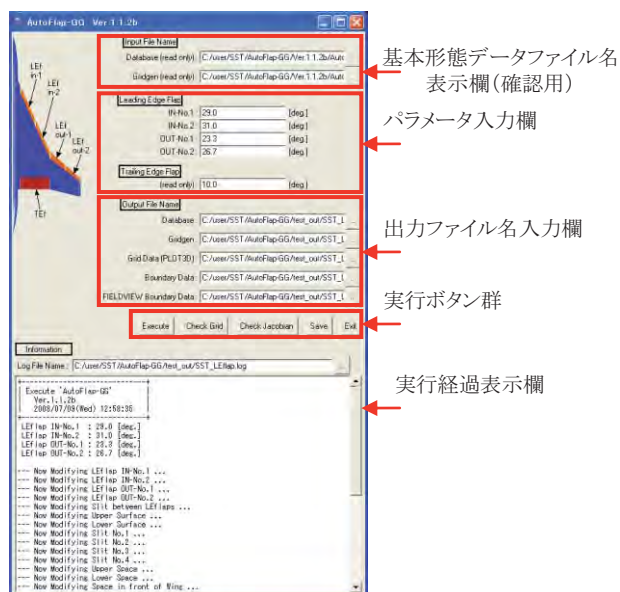 AutoFlap-GG Ver 1.1.2b
Input File Name
Database (read only) C:/user/SST/AutoFlap-GG/Ver.1.1.2b/Autc
Gridgen (read only) C:/user/SST/AutoFlap-GG/Ver.1.1.2b/Autc
基本形態データファイル名
表示欄(確認用)
LEf
in-1
LEf
in-2
LEf
out-1
LEf
out-2
TEf
Leading Edge Flap
IN-No.1 29.0 [deg.]
IN-No.2 31.0 [deg.]
OUT-No.1 23.3 [deg.]
OUT-No.2 26.7 [deg.]
パラメータ入力欄
Trailing Edge Flap
(read only) 10.0 [deg.]
Output File Name
Database C:/user/SST/AutoFlap-GG/test_out/SST_L ...
Gridgen C:/user/SST/AutoFlap-GG/test_out/SST_L ...
Grid Data (PLOT3D) C:/user/SST/AutoFlap-GG/test_out/SST_L ...
Boundary Data C:/user/SST/AutoFlap-GG/test_out/SST_L ...
FIELDVIEW Boundary Data C:/user/SST/AutoFlap-GG/test_out/SST_L ...
出力ファイル名入力欄
Execute Check Grid Check Jacobian Save Exit
実行ボタン群
Information
Log File Name : C:/user/SST/AutoFlap-GG/test_out/SST_LEflap.log ...
実行経過表示欄
Execute 'AutoFlap-GG'
Ver.1.1.2b
2008/07/09(Wed) 12:58:35
LEflap IN-No.1 : 29.0 [deg.]
LEflap IN-No.2 : 31.0 [deg.]
LEflap OUT-No.1 : 23.3 [deg.]
LEflap OUT-No.2 : 26.7 [deg.]
--- Now Modifying LEflap IN-No.1 ...
--- Now Modifying LEflap IN-No.2 ...
--- Now Modifying LEflap OUT-No.1 ...
--- Now Modifying LEflap OUT-No.2 ...
--- Now Modifying Slit between LEflaps ...
--- Now Modifying Upper Surface ...
--- Now Modifying Lower Surface ...
--- Now Modifying Slit No.1 ...
--- Now Modifying Slit No.2 ...
--- Now Modifying Slit No.3 ...
--- Now Modifying Slit No.4 ...
--- Now Modifying Upper Space ...
--- Now Modifying Lower Space ...
--- Now Modifying Space in front of Wing ...